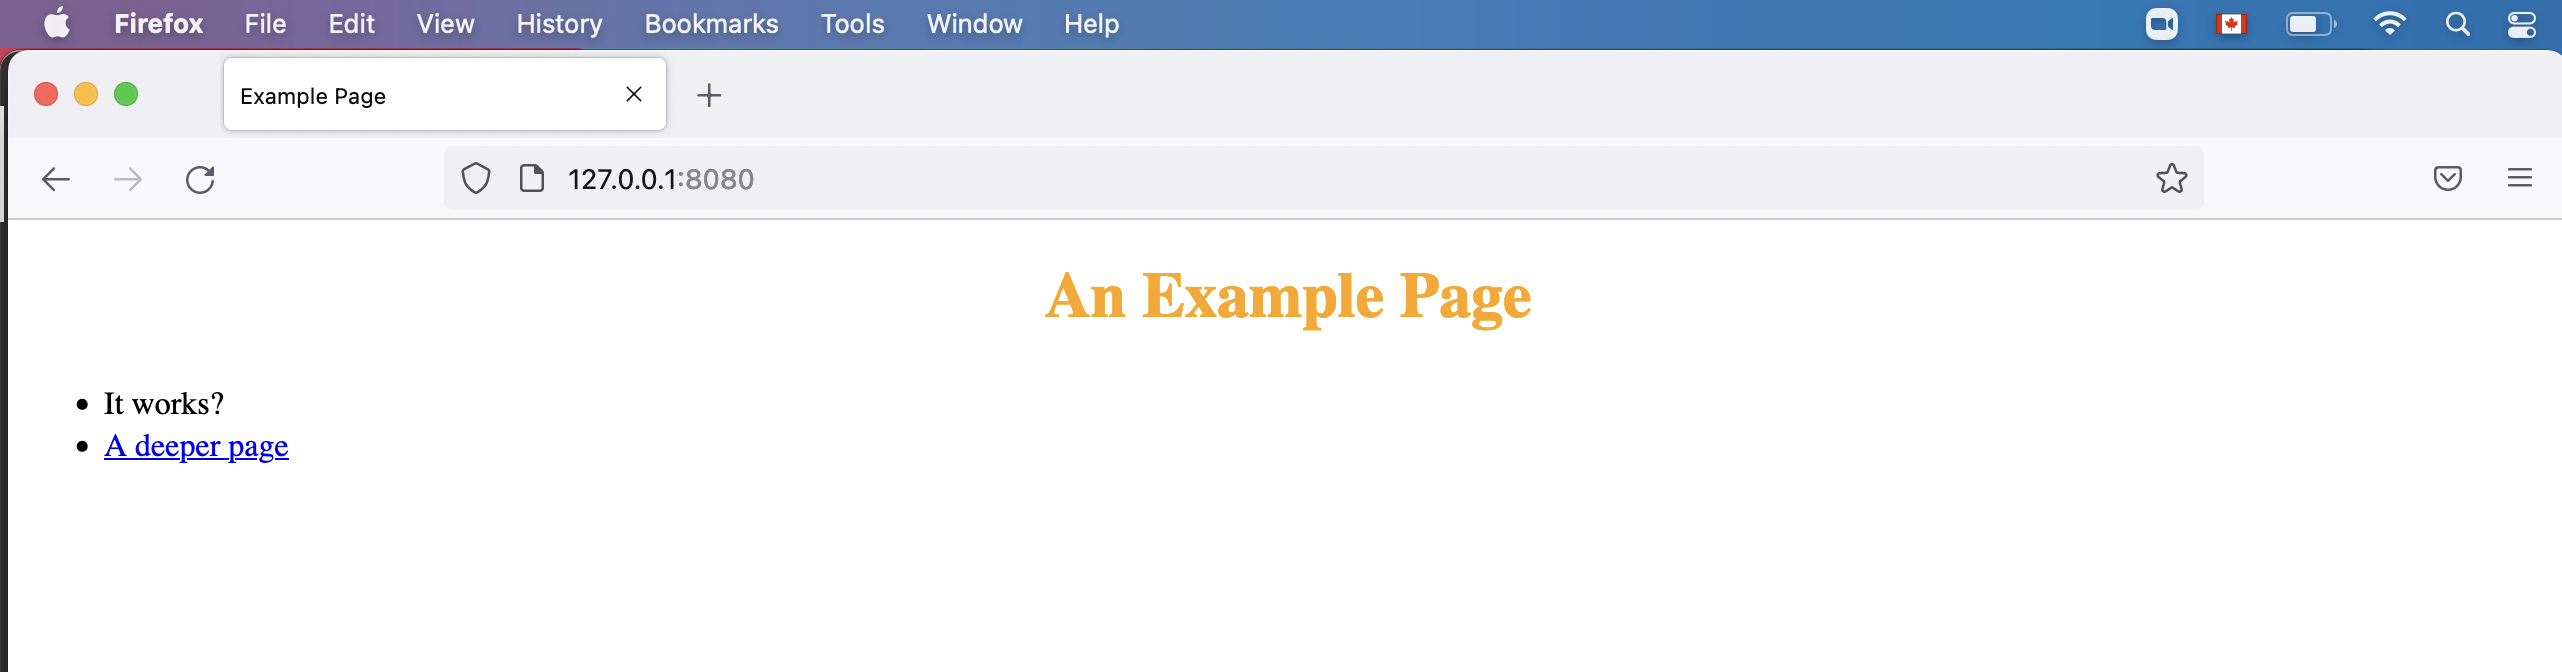 Firefox File Edit View History Bookmarks Tools Window Help
Example Page
127.0.0.1:8080
An Example Page
It works?
A deeper page